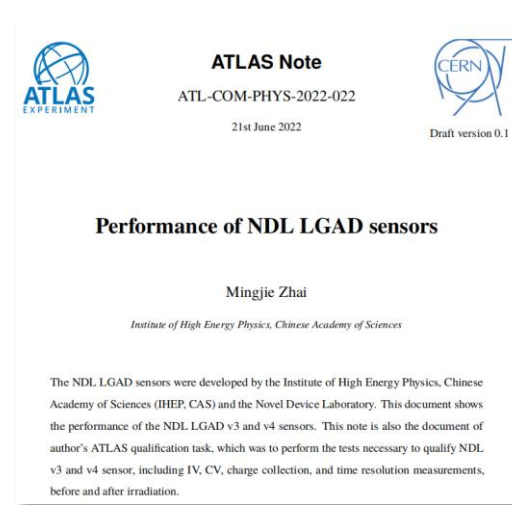 ATLAS
EXPERIMENT
ATLAS Note
ATL-COM-PHYS-2022-022
21st June 2022
CERN
Draft version 0.1
Performance of NDL LGAD sensors
Mingjie Zhai
Institute of High Energy Physics, Chinese Academy of Sciences
The NDL LGAD sensors were developed by the Institute of High Energy Physics, Chinese
Academy of Sciences (IHEP, CAS) and the Novel Device Laboratory. This document shows
the performance of the NDL LGAD v3 and v4 sensors. This note is also the document of
author's ATLAS qualification task, which was to perform the tests necessary to qualify NDL
v3 and v4 sensor, including IV, CV, charge collection, and time resolution measurements,
before and after irradiation.